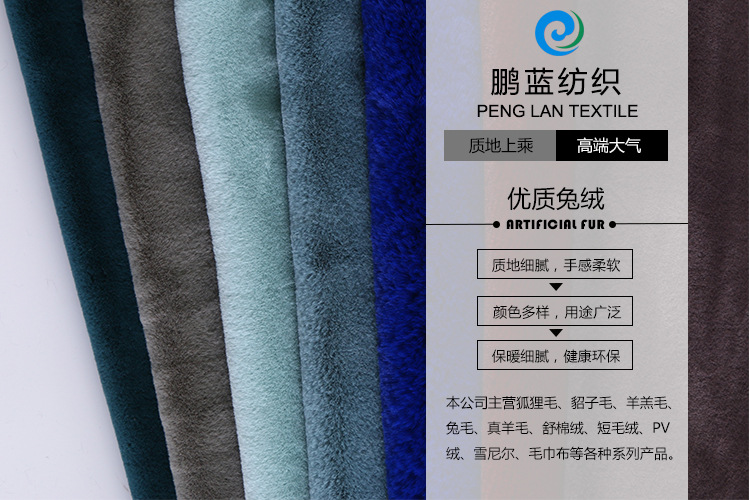 鹏蓝纺织
PENG LAN TEXTILE
质地上乘 高端大气
优质兔绒
ARTIFICIAL FUR
质地细腻，手感柔软
颜色多样，用途广泛
保暖细腻，健康环保
本公司主营狐狸毛、貂子毛、羊羔毛、
兔毛、真羊毛、舒棉绒、短毛绒、PV
绒、雪尼尔、毛巾布等各种系列产品。